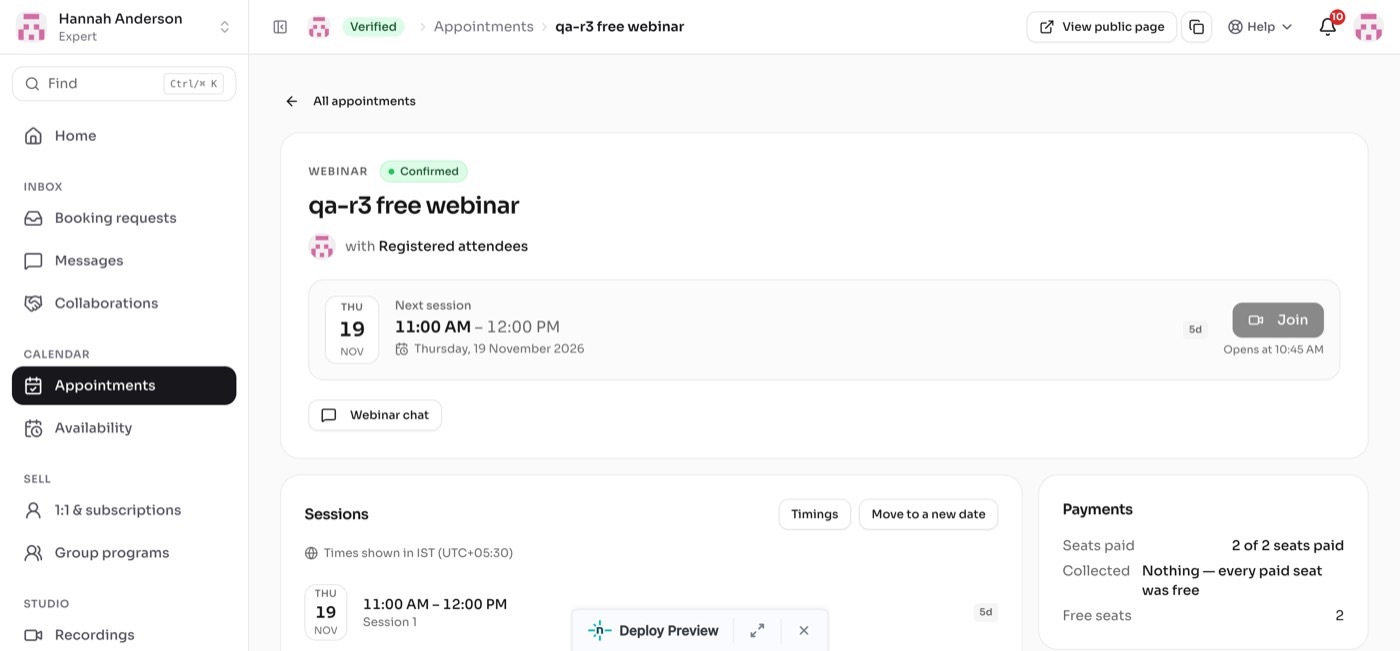 Hannah Anderson
Expert
Find
Ctrl/⌘ K
Home
INBOX
Booking requests
Messages
Collaborations
CALENDAR
Appointments
Availability
SELL
1:1 & subscriptions
Group programs
STUDIO
Recordings
Verified
Appointments
qa-r3 free webinar
View public page
Help
10
All appointments
WEBINAR
Confirmed
qa-r3 free webinar
with Registered attendees
THU
19
NOV
Next session
11:00 AM – 12:00 PM
Thursday, 19 November 2026
5d
Join
Opens at 10:45 AM
Webinar chat
Sessions
Timings
Move to a new date
Times shown in IST (UTC+05:30)
THU
19
NOV
11:00 AM – 12:00 PM
Session 1
5d
Payments
Seats paid
2 of 2 seats paid
Collected
Nothing — every paid seat
was free
Free seats
2
Deploy Preview